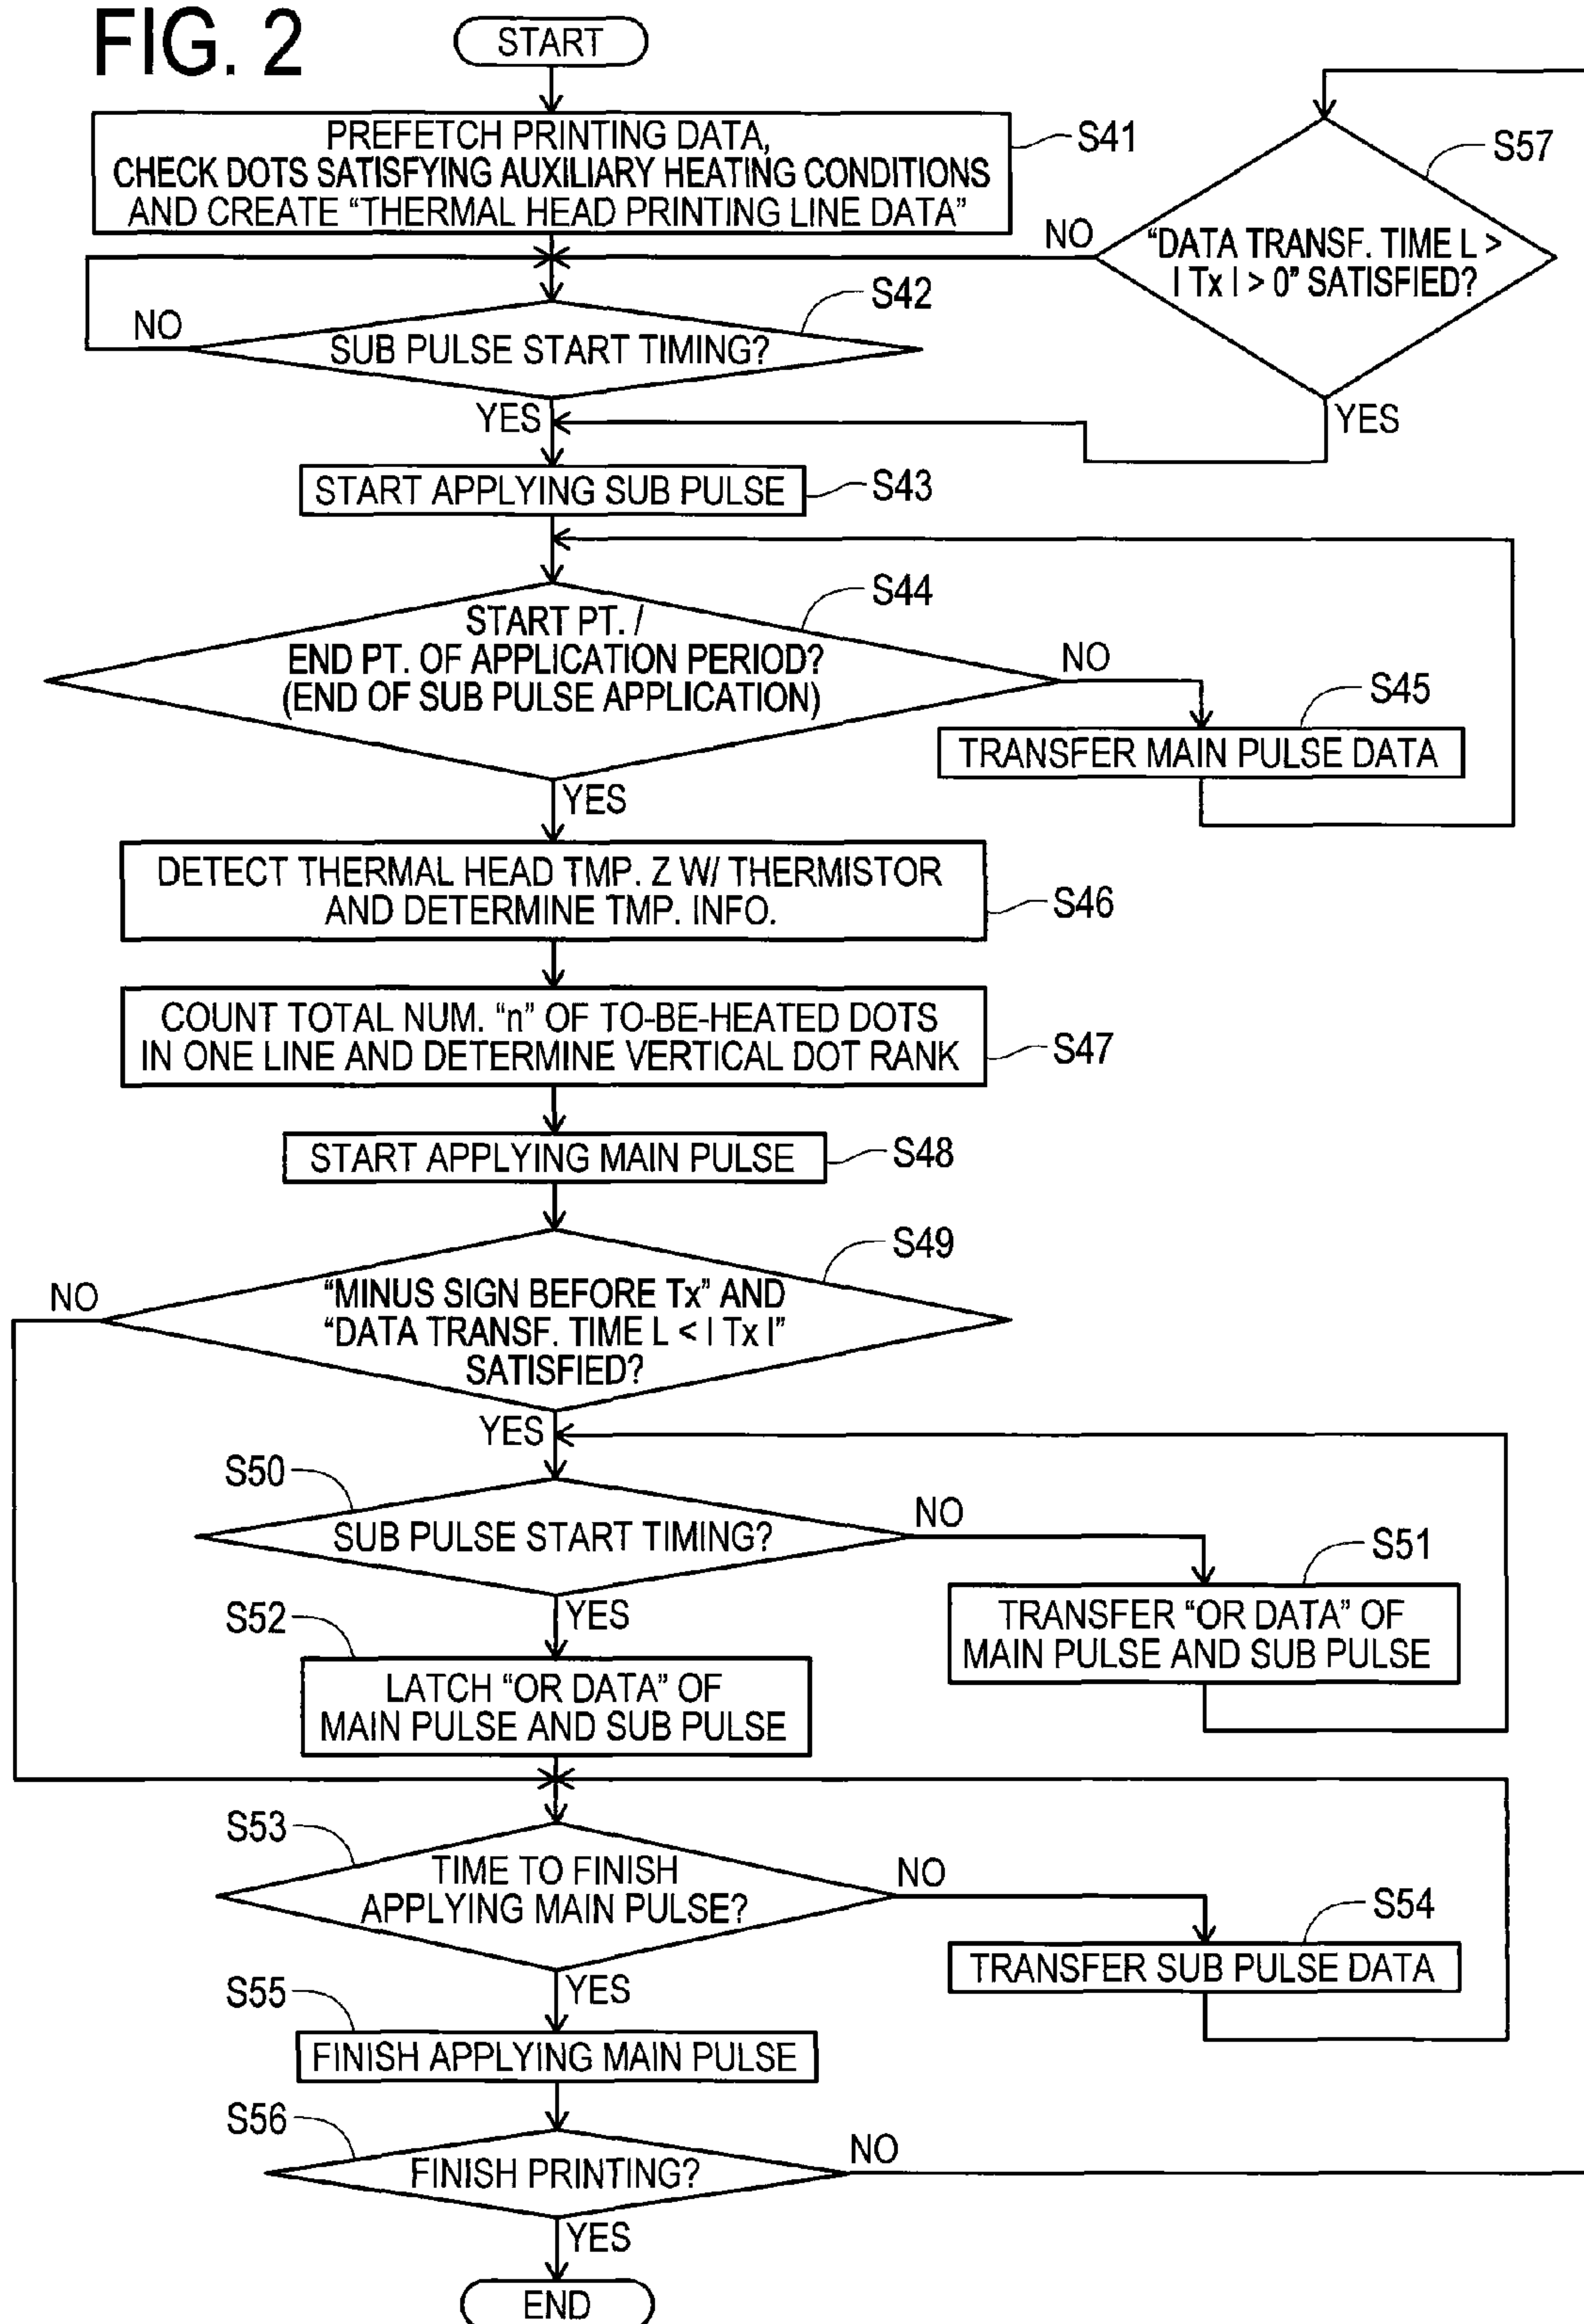 FIG. 2
START
PREFETCH PRINTING DATA,
CHECK DOTS SATISFYING AUXILIARY HEATING CONDITIONS
AND CREATE “THERMAL HEAD PRINTING LINE DATA”
S41
S57
“DATA TRANSF. TIME L >
| Tx | > 0” SATISFIED?
NO
YES
S42
SUB PULSE START TIMING?
NO
YES
START APPLYING SUB PULSE
S43
S44
START PT. /
END PT. OF APPLICATION PERIOD?
(END OF SUB PULSE APPLICATION)
NO
S45
TRANSFER MAIN PULSE DATA
YES
DETECT THERMAL HEAD TMP. Z W/ THERMISTOR
AND DETERMINE TMP. INFO.
S46
COUNT TOTAL NUM. “n” OF TO-BE-HEATED DOTS
IN ONE LINE AND DETERMINE VERTICAL DOT RANK
S47
START APPLYING MAIN PULSE
S48
S49
NO
“MINUS SIGN BEFORE Tx” AND
“DATA TRANSF. TIME L < | Tx |”
SATISFIED?
YES
S50
SUB PULSE START TIMING?
NO
S51
TRANSFER “OR DATA” OF
MAIN PULSE AND SUB PULSE
YES
S52
LATCH “OR DATA” OF
MAIN PULSE AND SUB PULSE
S53
TIME TO FINISH
APPLYING MAIN PULSE?
NO
S54
TRANSFER SUB PULSE DATA
YES
S55
FINISH APPLYING MAIN PULSE
S56
FINISH PRINTING?
NO
YES
END